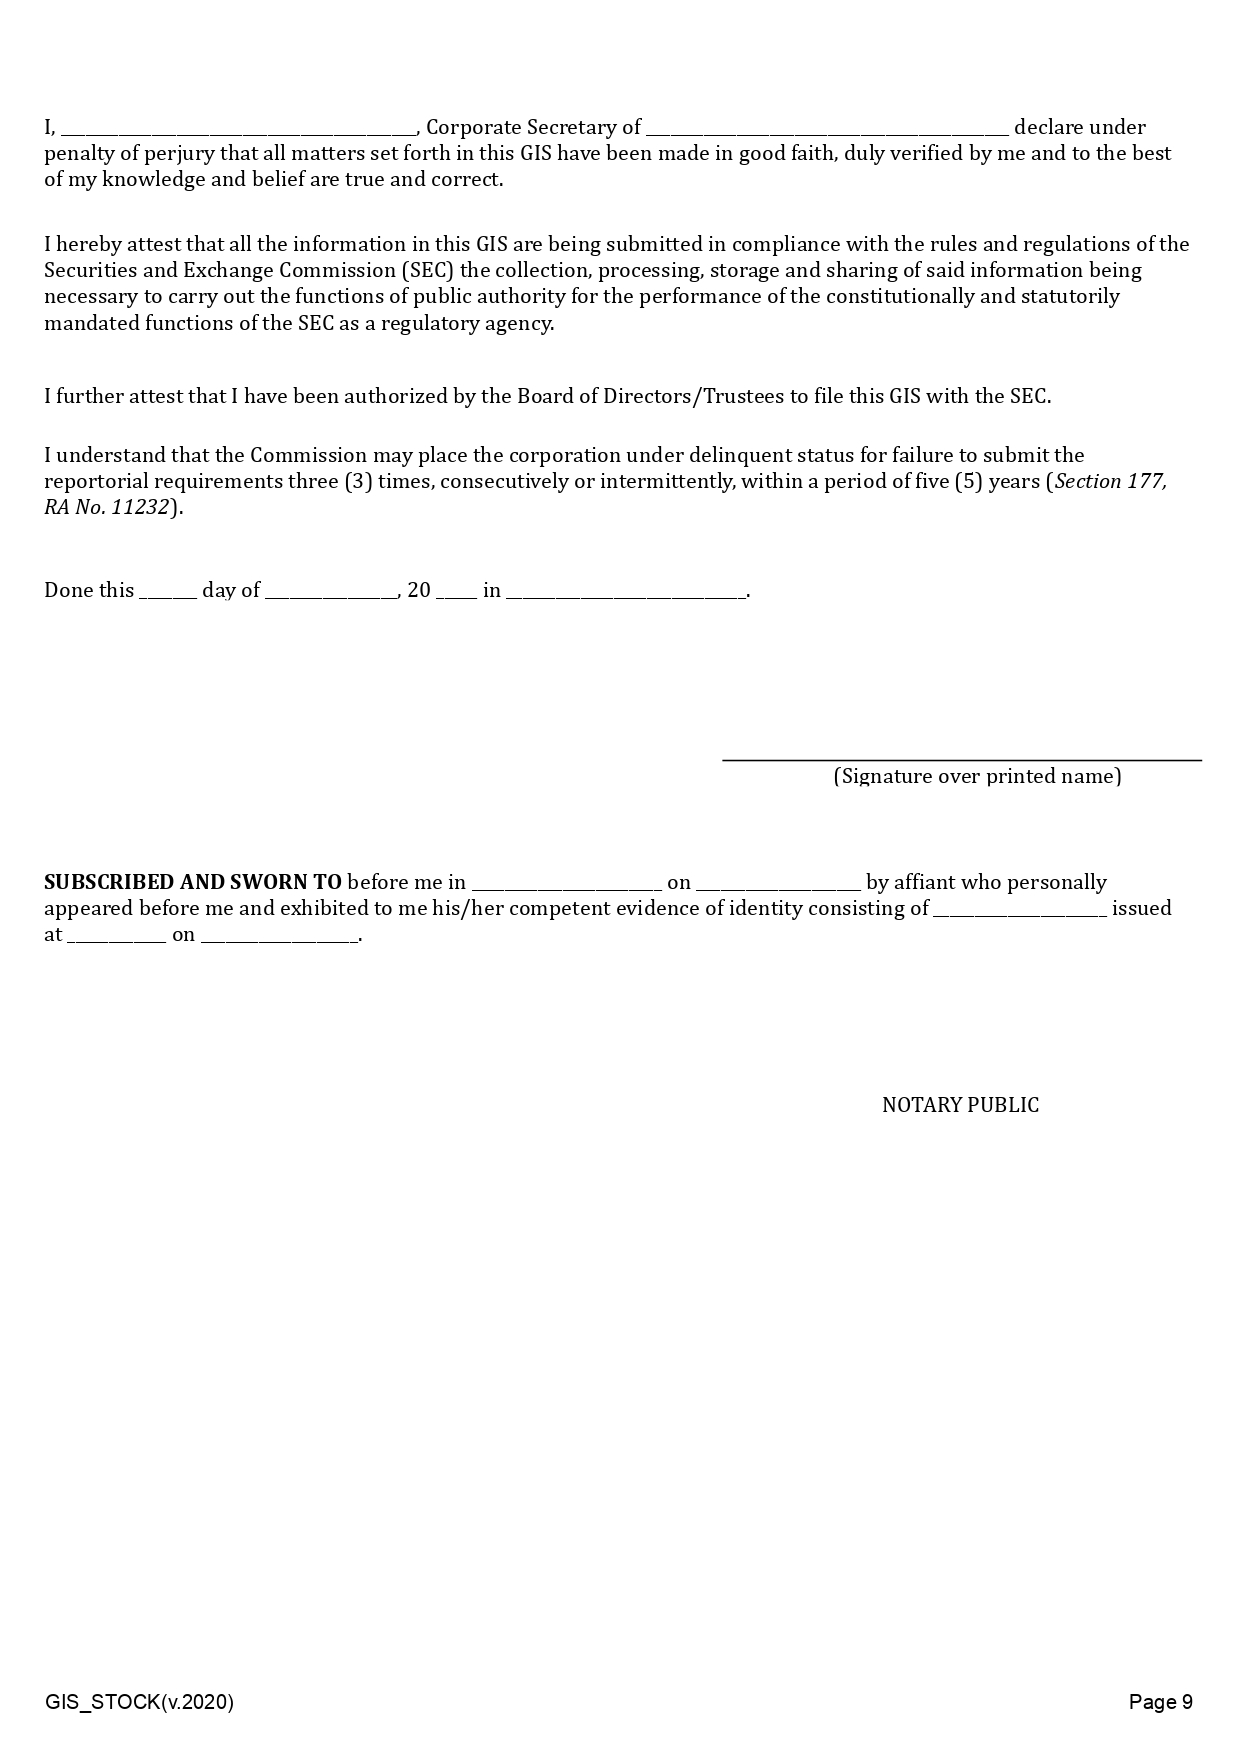 I, ___________________________________________, Corporate Secretary of ____________________________________________ declare under
penalty of perjury that all matters set forth in this GIS have been made in good faith, duly verified by me and to the best
of my knowledge and belief are true and correct.
I hereby attest that all the information in this GIS are being submitted in compliance with the rules and regulations of the
Securities and Exchange Commission (SEC) the collection, processing, storage and sharing of said information being
necessary to carry out the functions of public authority for the performance of the constitutionally and statutorily
mandated functions of the SEC as a regulatory agency.
I further attest that I have been authorized by the Board of Directors/Trustees to file this GIS with the SEC.
I understand that the Commission may place the corporation under delinquent status for failure to submit the
reportorial requirements three (3) times, consecutively or intermittently, within a period of five (5) years (Section 177,
RA No. 11232).
Done this _______ day of ________________, 20 _____ in _____________________________.
(Signature over printed name)
SUBSCRIBED AND SWORN TO before me in _______________________ on ____________________ by affiant who personally
appeared before me and exhibited to me his/her competent evidence of identity consisting of _____________________ issued
at ____________ on ___________________.
NOTARY PUBLIC
GIS_STOCK(v.2020)
Page 9